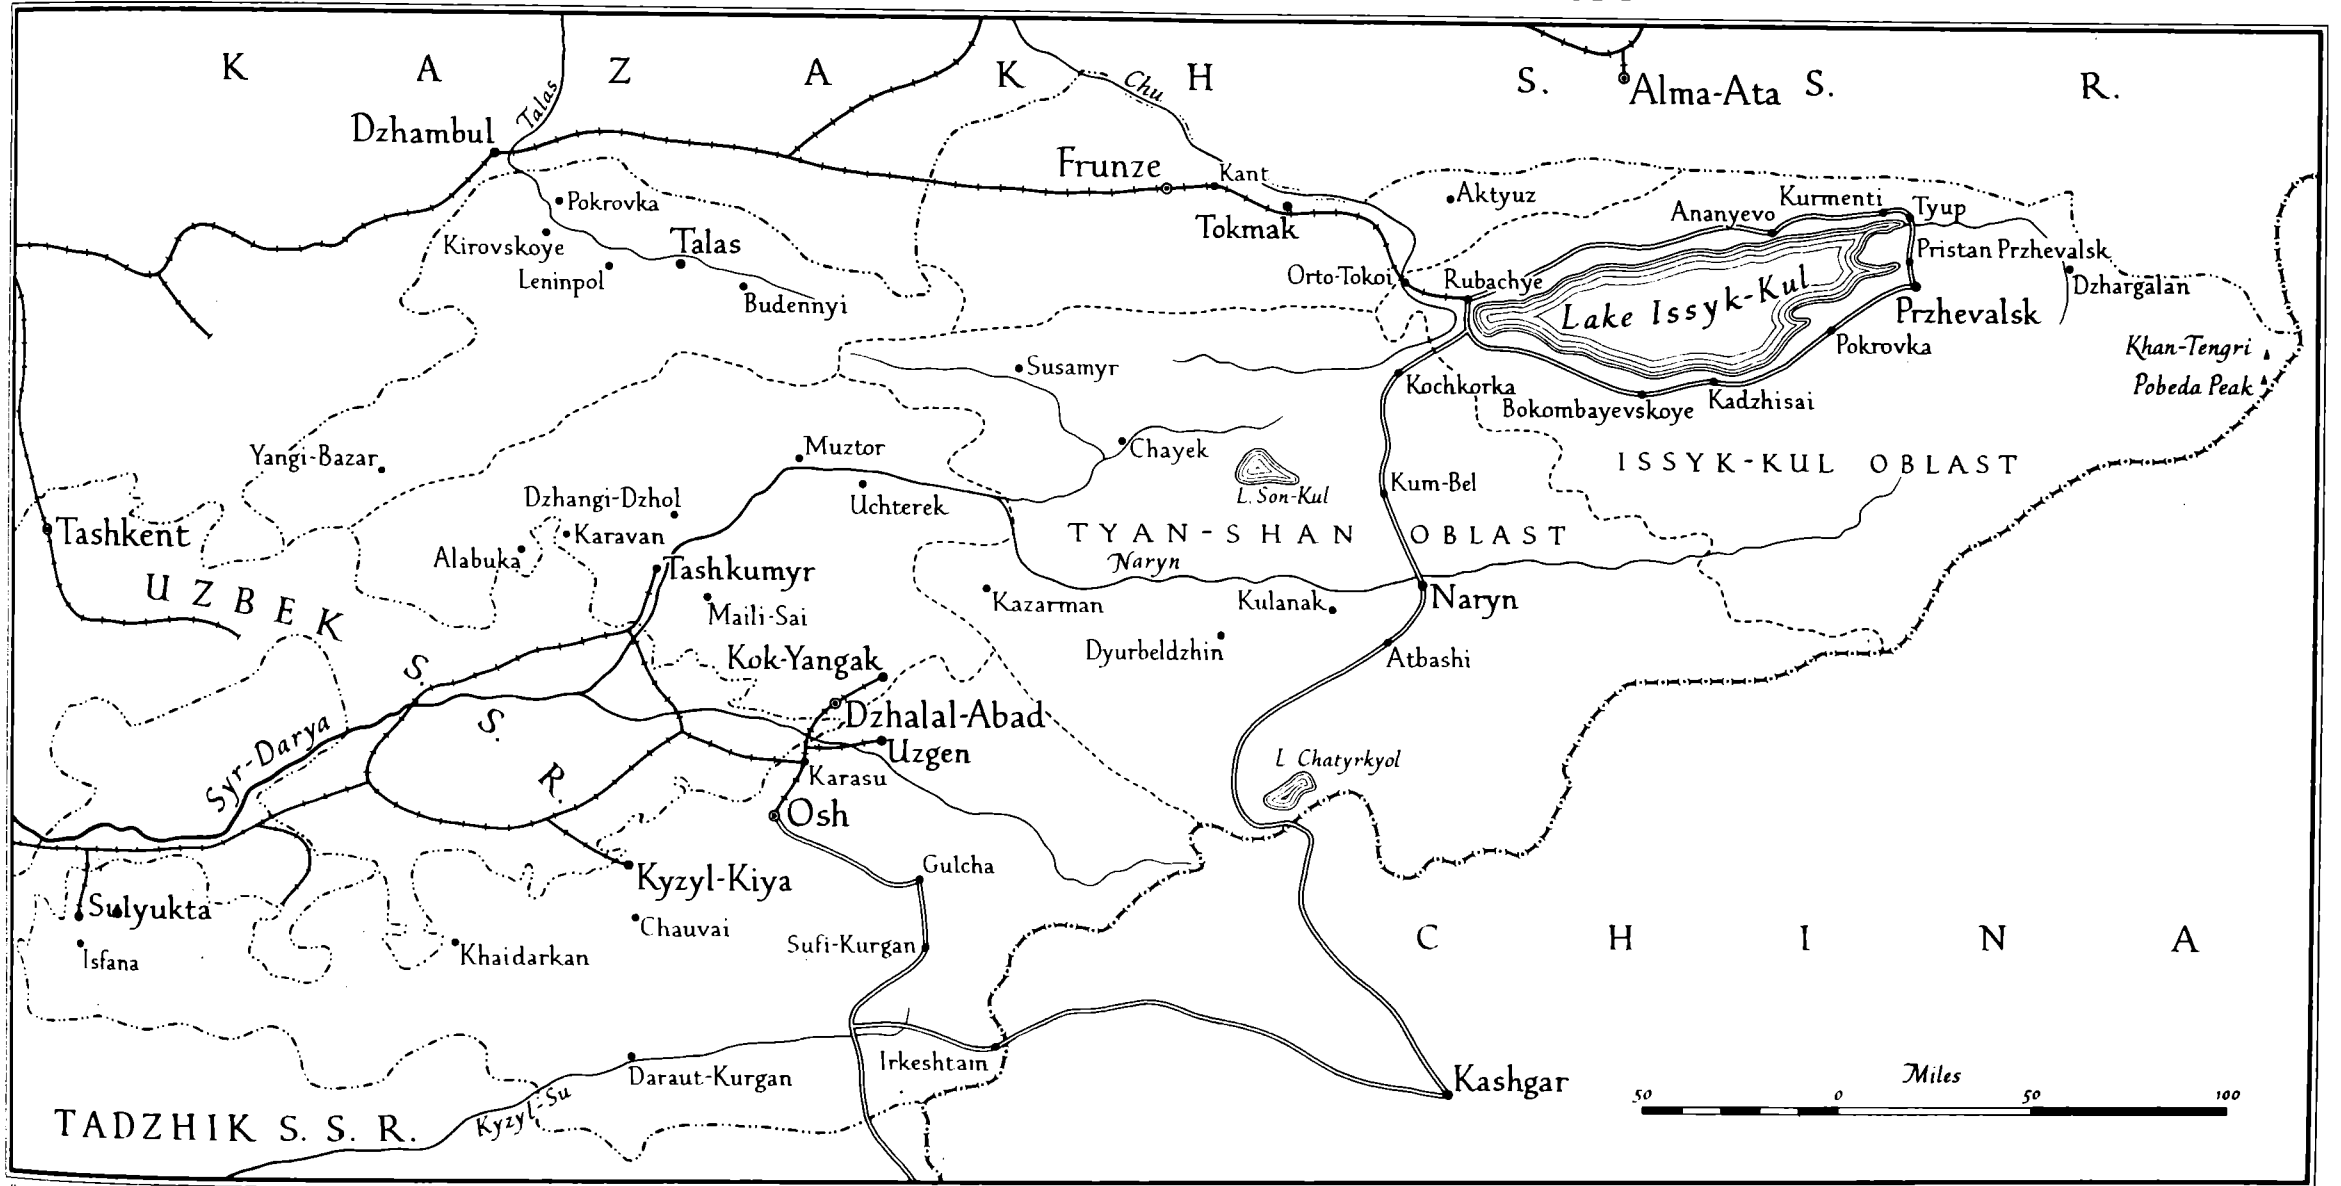 KAZAKH S. S. R.
Alma-Ata
Talas
Chu
Dzhambul
Frunze
Kant
Tokmak
Aktyuz
Kurmenti
Ananyevo
Tyup
Pokrovka
Kirovskoye
Talas
Leninpol
Budennyi
Orto-Tokoi
Rubachye
Pristan Przhevalsk
Dzhargalan
Lake Issyk-Kul
Przhevalsk
Pokrovka
Khan-Tengri
Pobeda Peak
Susamyr
Kochkorka
Bokombayevskoye
Kadzhisai
Yangi-Bazar
Muztor
Chayek
L. Son-Kul
ISSYK-KUL OBLAST
Kum-Bel
Dzhangi-Dzhol
Uchterek
Karavan
Tashkent
Alabuka
TYAN-SHAN OBLAST
Naryn
Tashkumyr
UZBEK
S.
S.
R.
Maili-Sai
Kazarman
Kulanak
Naryn
Dyurbeldzhin
Atbashi
Kok-Yangak
Dzhalal-Abad
Uzgen
Syr-Darya
Karasu
L Chatyrkyol
Osh
Gulcha
Kyzyl-Kiya
Sulyukta
Chauvai
Isfana
Khaidarkan
Sufi-Kurgan
CHINA
Irkeshtain
Daraut-Kurgan
Kashgar
Kyzyl-Su
TADZHIK S. S. R.
Miles
50 0 50 100